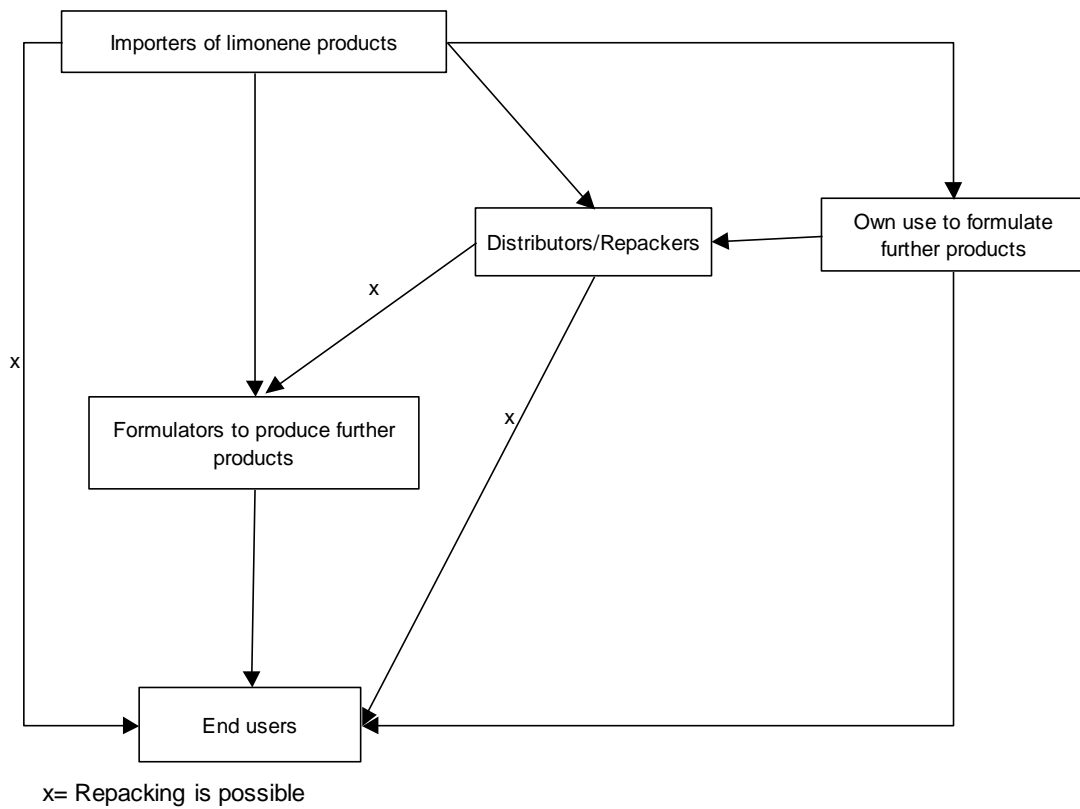 Importers of limonene products
Own use to formulate
further products
Distributors/Repackers
x
x
Formulators to produce further
products
x
End users
x= Repacking is possible